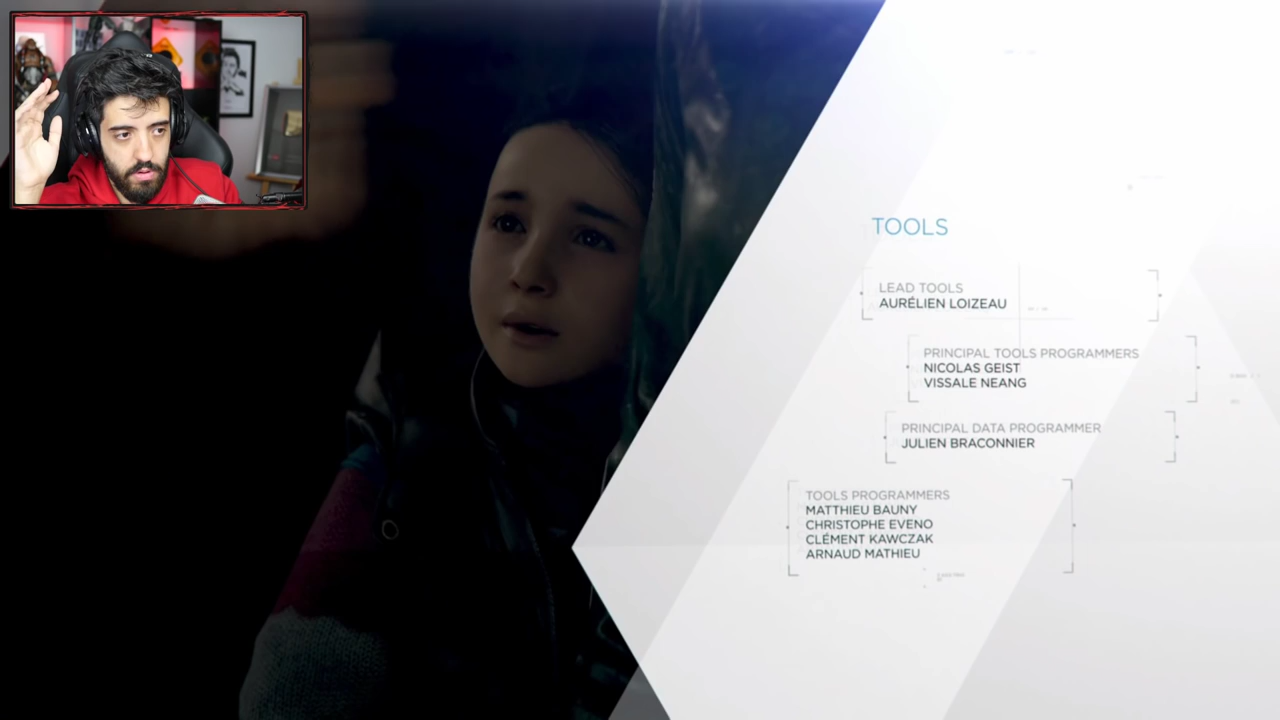 TOOLS
LEAD TOOLS
AURÉLIEN LOIZEAU
PRINCIPAL TOOLS PROGRAMMERS
NICOLAS GEIST
VISSALE NEANG
PRINCIPAL DATA PROGRAMMER
JULIEN BRACONNIER
TOOLS PROGRAMMERS
MATTHIEU BAUNY
CHRISTOPHE EVENO
CLÉMENT KAWCZAK
ARNAUD MATHIEU